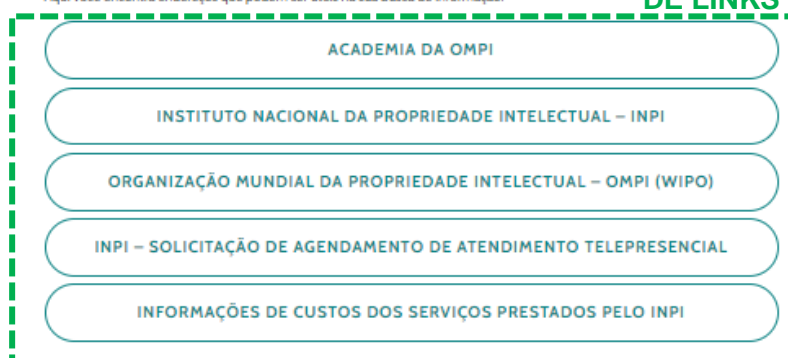 DE LINKS
ACADEMIA DA OMPI
INSTITUTO NACIONAL DA PROPRIEDADE INTELECTUAL – INPI
ORGANIZAÇÃO MUNDIAL DA PROPRIEDADE INTELECTUAL – OMPI (WIPO)
INPI – SOLICITAÇÃO DE AGENDAMENTO DE ATENDIMENTO TELEPRESENCIAL
INFORMAÇÕES DE CUSTOS DOS SERVIÇOS PRESTADOS PELO INPI